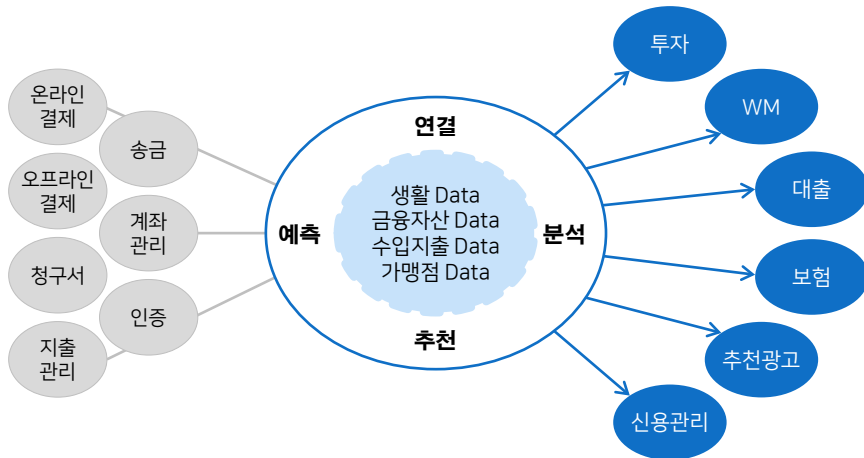 온라인
결제
송금
오프라인
결제
계좌
관리
청구서
인증
지출
관리
연결
예측
생활 Data
금융자산 Data
수입지출 Data
가맹점 Data
분석
추천
투자
WM
대출
보험
추천광고
신용관리